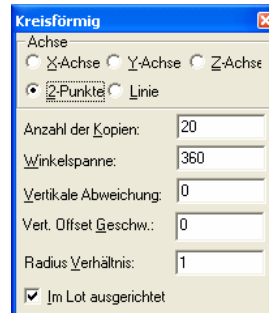 Kreisförmig
Achse
X-Achse Y-Achse Z-Achse
2-Punkte Linie
Anzahl der Kopien: 20
Winkelspanne: 360
Vertikale Abweichung: 0
Vert. Offset Geschw.: 0
Radius Verhältnis: 1
Im Lot ausgerichtet